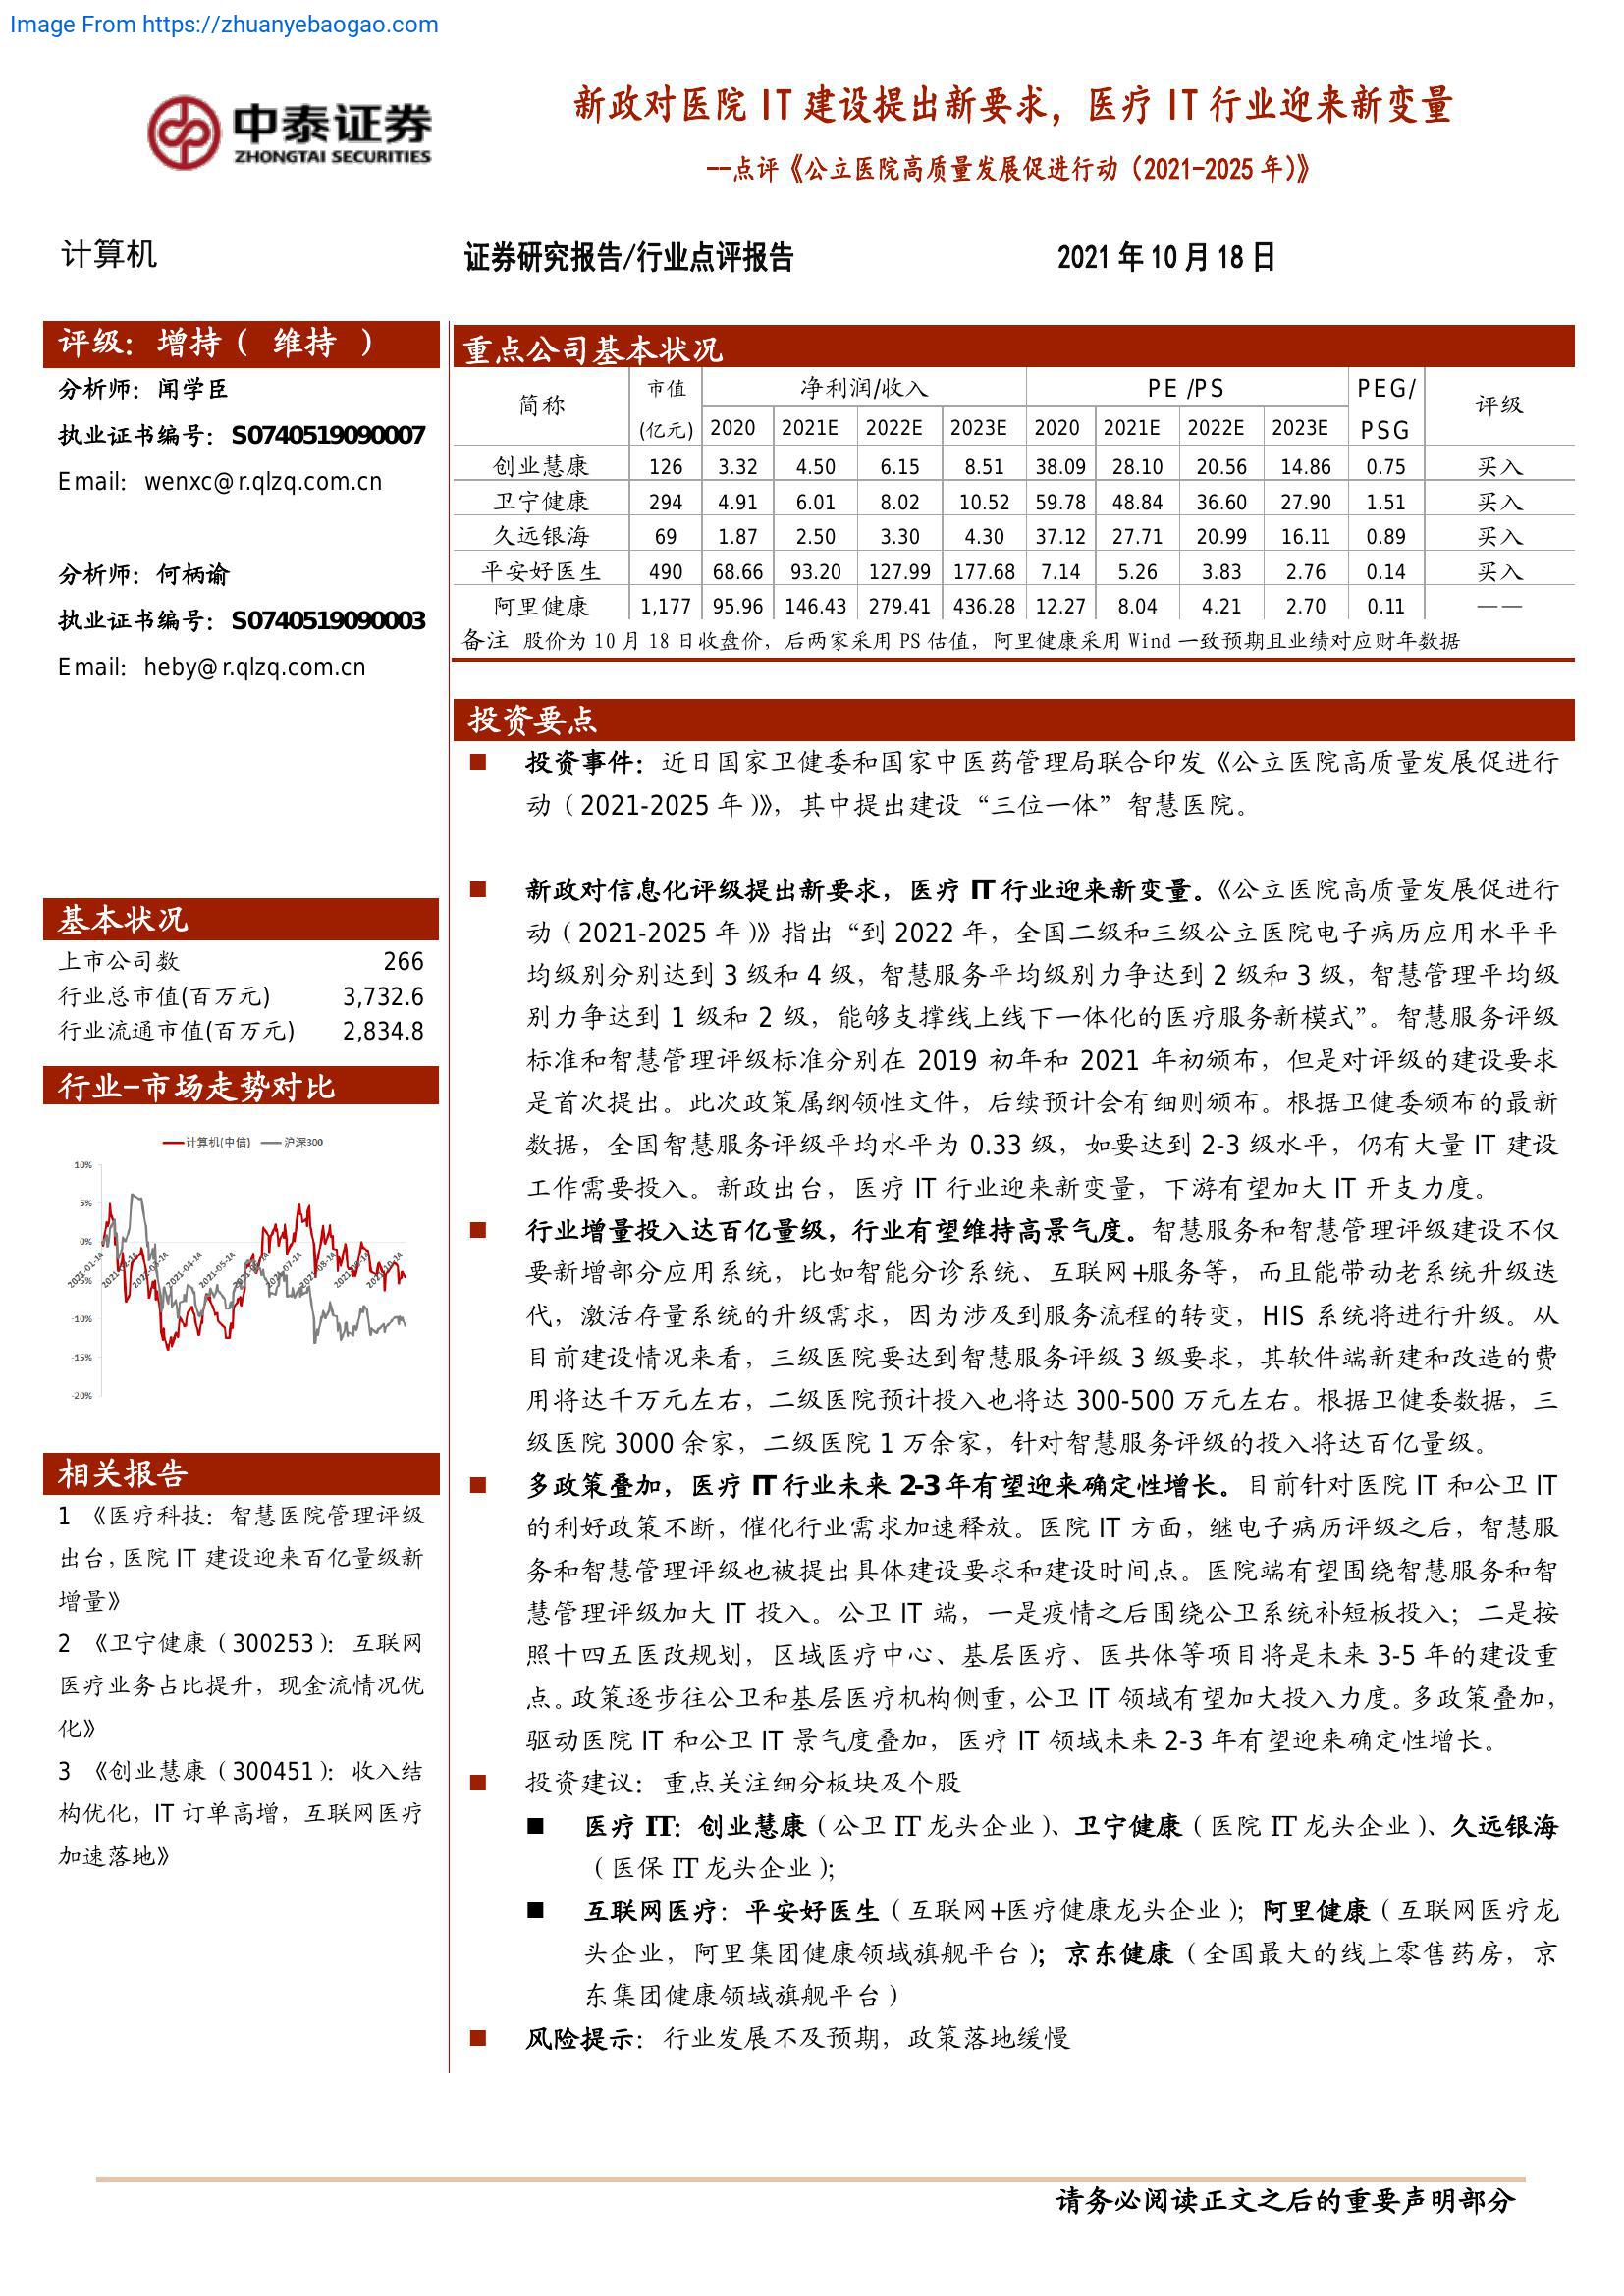 Image From https://zhuanyebaogao.com
中泰证券
ZHONGTAI SECURITIES
新政对医院 IT 建设提出新要求，医疗 IT 行业迎来新变量
--点评《公立医院高质量发展促进行动（2021-2025 年）》
计算机
证券研究报告/行业点评报告
2021 年 10 月 18 日
评级：增持（ 维持 ）
分析师：闻学臣
执业证书编号：S0740519090007
Email：wenxc@r.qlzq.com.cn
分析师：何柄谕
执业证书编号：S0740519090003
Email：heby@r.qlzq.com.cn
基本状况
上市公司数 266
行业总市值(百万元) 3,732.6
行业流通市值(百万元) 2,834.8
行业-市场走势对比
计算机(中信) 沪深300
10%
5%
0%
-5%
-10%
-15%
-20%
2021-01-14 2021-02-14 2021-03-14 2021-04-14 2021-05-14 2021-06-14 2021-07-14 2021-08-14 2021-09-14 2021-10-14
相关报告
1 《医疗科技：智慧医院管理评级
出台，医院 IT 建设迎来百亿量级新
增量》
2 《卫宁健康（300253）：互联网
医疗业务占比提升，现金流情况优
化》
3 《创业慧康（300451）：收入结
构优化，IT 订单高增，互联网医疗
加速落地》
重点公司基本状况
简称 市值 净利润/收入 PE /PS PEG/ 评级
(亿元) 2020 2021E 2022E 2023E 2020 2021E 2022E 2023E PSG
创业慧康 126 3.32 4.50 6.15 8.51 38.09 28.10 20.56 14.86 0.75 买入
卫宁健康 294 4.91 6.01 8.02 10.52 59.78 48.84 36.60 27.90 1.51 买入
久远银海 69 1.87 2.50 3.30 4.30 37.12 27.71 20.99 16.11 0.89 买入
平安好医生 490 68.66 93.20 127.99 177.68 7.14 5.26 3.83 2.76 0.14 买入
阿里健康 1,177 95.96 146.43 279.41 436.28 12.27 8.04 4.21 2.70 0.11 ——
备注 股价为 10 月 18 日收盘价，后两家采用 PS 估值，阿里健康采用 Wind 一致预期且业绩对应财年数据
投资要点
■ 投资事件：近日国家卫健委和国家中医药管理局联合印发《公立医院高质量发展促进行
动（2021-2025 年）》，其中提出建设“三位一体”智慧医院。
■ 新政对信息化评级提出新要求，医疗 IT 行业迎来新变量。《公立医院高质量发展促进行
动（2021-2025 年）》指出“到 2022 年，全国二级和三级公立医院电子病历应用水平平
均级别分别达到 3 级和 4 级，智慧服务平均级别力争达到 2 级和 3 级，智慧管理平均级
别力争达到 1 级和 2 级，能够支撑线上线下一体化的医疗服务新模式”。智慧服务评级
标准和智慧管理评级标准分别在 2019 初年和 2021 年初颁布，但是对评级的建设要求
是首次提出。此次政策属纲领性文件，后续预计会有细则颁布。根据卫健委颁布的最新
数据，全国智慧服务评级平均水平为 0.33 级，如要达到 2-3 级水平，仍有大量 IT 建设
工作需要投入。新政出台，医疗 IT 行业迎来新变量，下游有望加大 IT 开支力度。
■ 行业增量投入达百亿量级，行业有望维持高景气度。智慧服务和智慧管理评级建设不仅
要新增部分应用系统，比如智能分诊系统、互联网+服务等，而且能带动老系统升级迭
代，激活存量系统的升级需求，因为涉及到服务流程的转变，HIS 系统将进行升级。从
目前建设情况来看，三级医院要达到智慧服务评级 3 级要求，其软件端新建和改造的费
用将达千万元左右，二级医院预计投入也将达 300-500 万元左右。根据卫健委数据，三
级医院 3000 余家，二级医院 1 万余家，针对智慧服务评级的投入将达百亿量级。
■ 多政策叠加，医疗 IT 行业未来 2-3 年有望迎来确定性增长。目前针对医院 IT 和公卫 IT
的利好政策不断，催化行业需求加速释放。医院 IT 方面，继电子病历评级之后，智慧服
务和智慧管理评级也被提出具体建设要求和建设时间点。医院端有望围绕智慧服务和智
慧管理评级加大 IT 投入。公卫 IT 端，一是疫情之后围绕公卫系统补短板投入；二是按
照十四五医改规划，区域医疗中心、基层医疗、医共体等项目将是未来 3-5 年的建设重
点。政策逐步往公卫和基层医疗机构侧重，公卫 IT 领域有望加大投入力度。多政策叠加，
驱动医院 IT 和公卫 IT 景气度叠加，医疗 IT 领域未来 2-3 年有望迎来确定性增长。
■ 投资建议：重点关注细分板块及个股
■ 医疗 IT：创业慧康（公卫 IT 龙头企业）、卫宁健康（医院 IT 龙头企业）、久远银海
（医保 IT 龙头企业）；
■ 互联网医疗：平安好医生（互联网+医疗健康龙头企业）；阿里健康（互联网医疗龙
头企业，阿里集团健康领域旗舰平台）；京东健康（全国最大的线上零售药房，京
东集团健康领域旗舰平台）
■ 风险提示：行业发展不及预期，政策落地缓慢
请务必阅读正文之后的重要声明部分